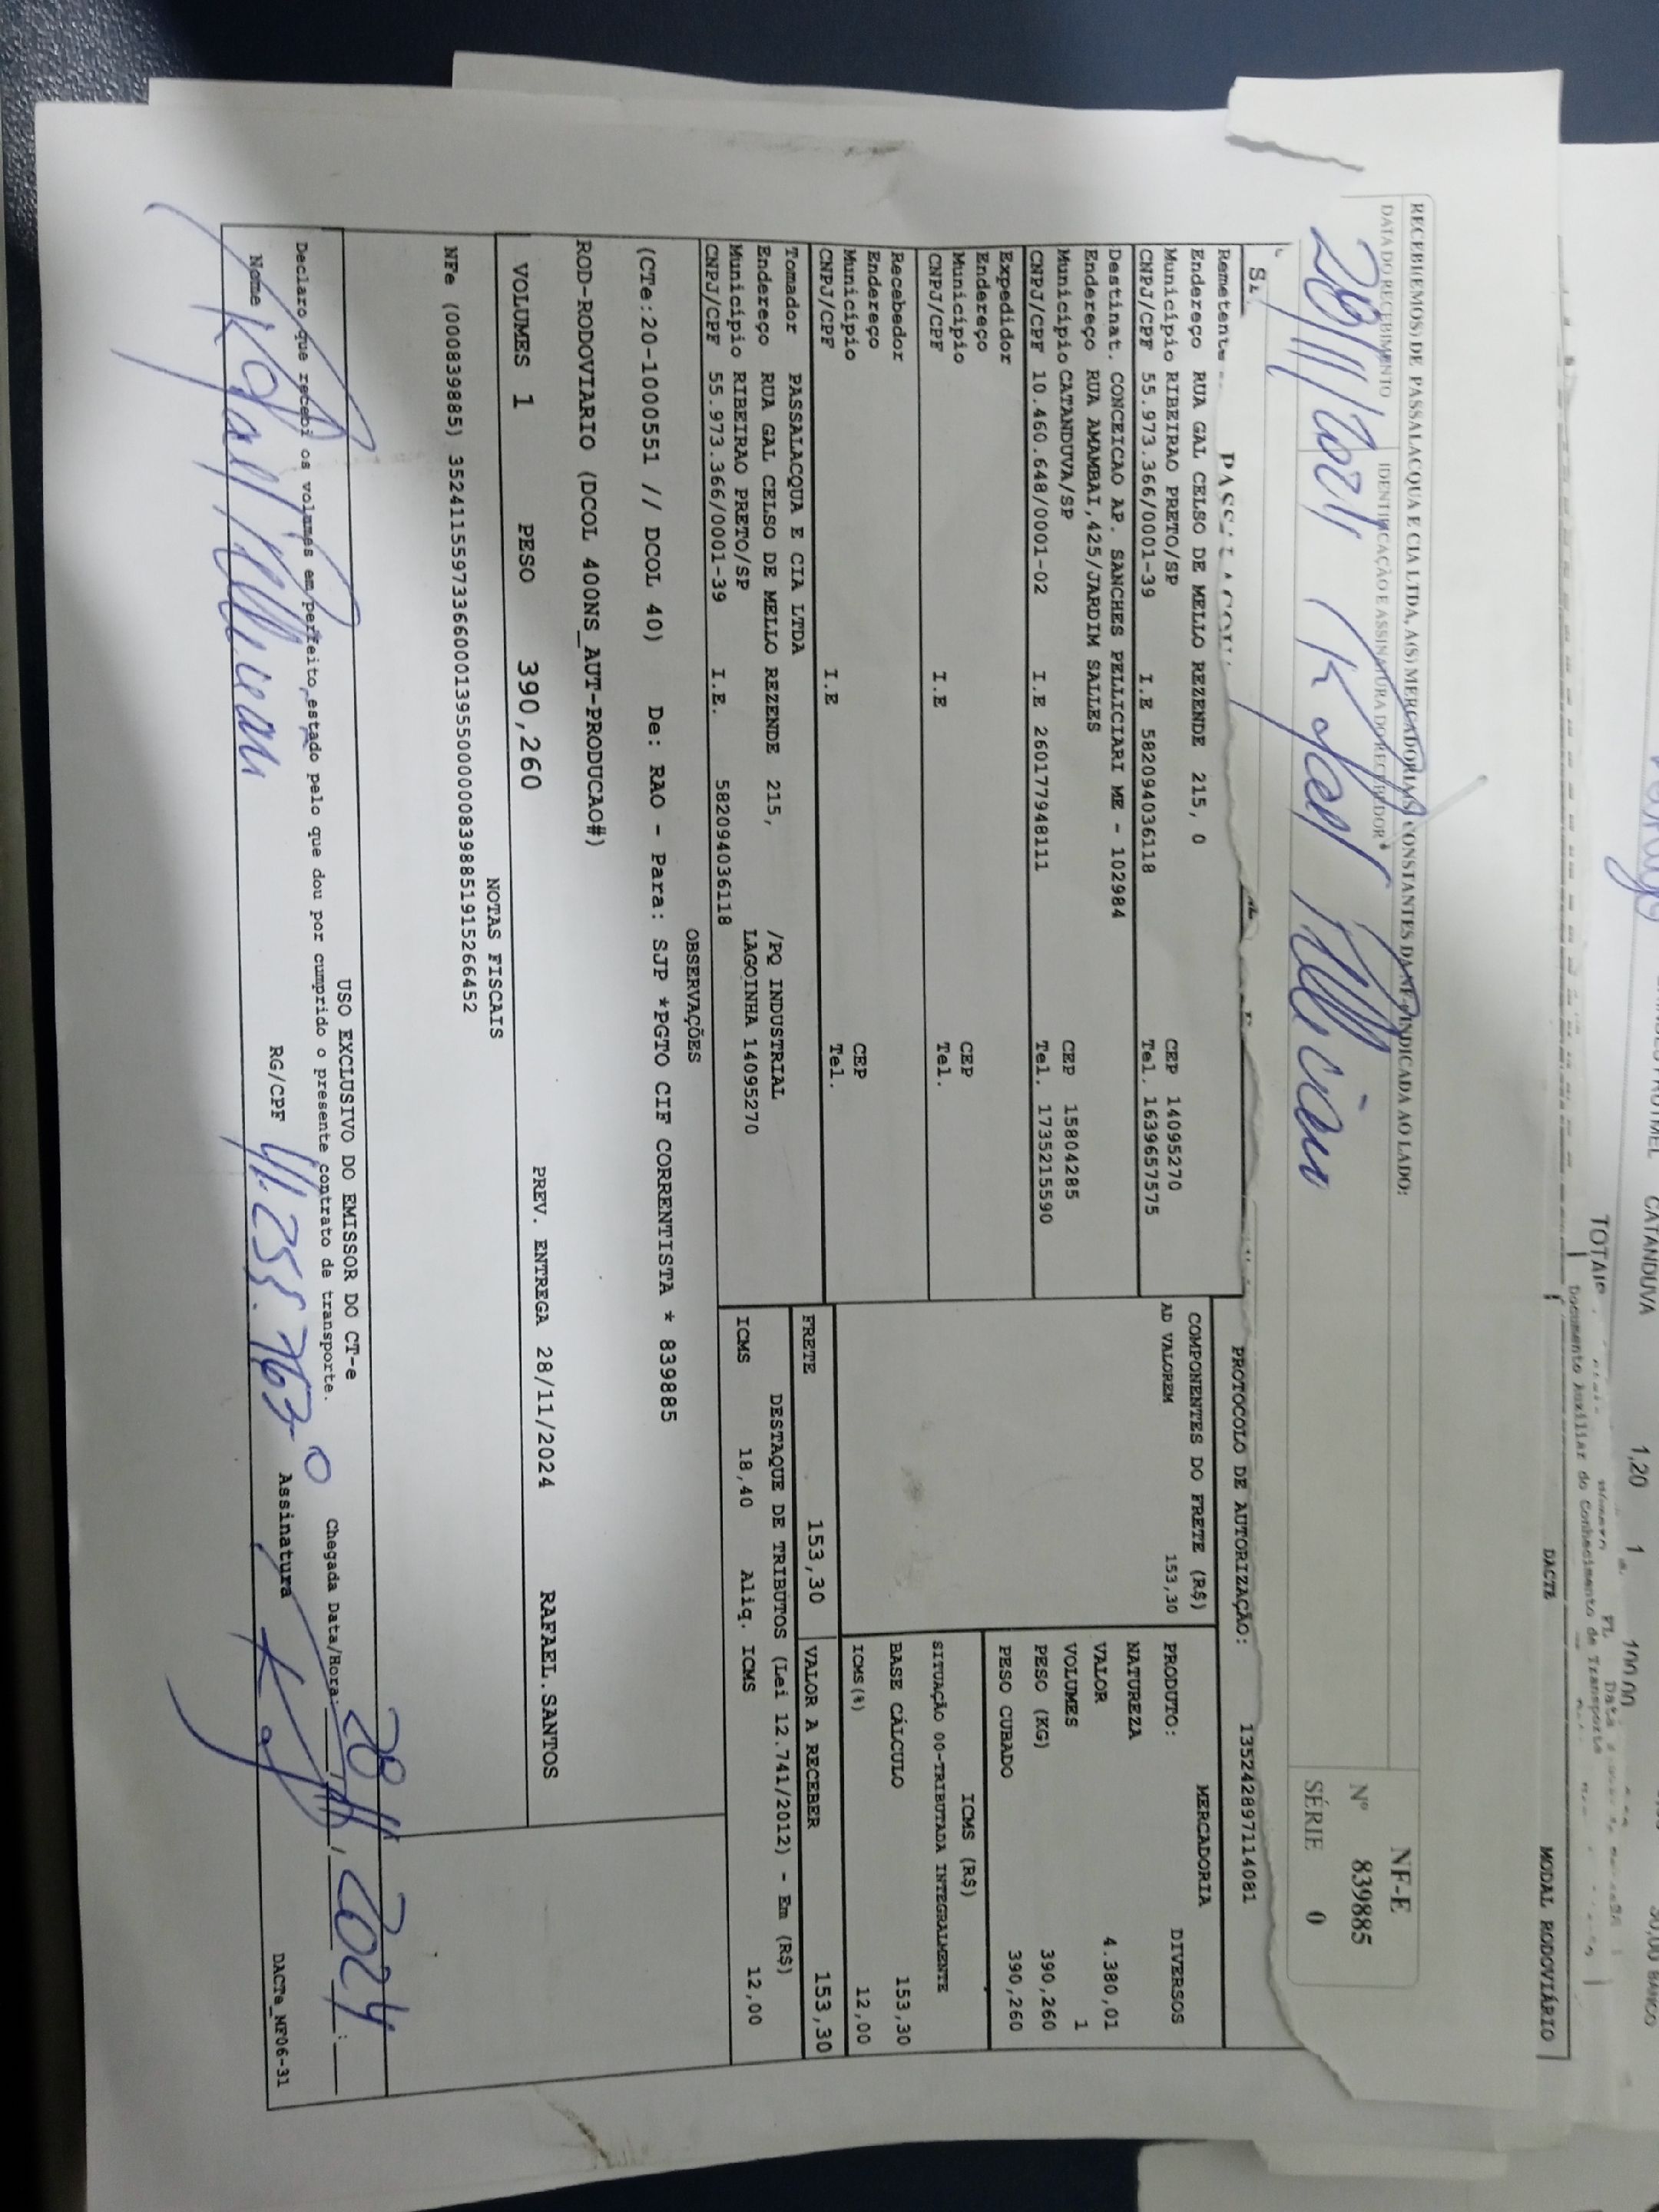 RECEBEMOS) DE PASSALACQUA E CIA LTDA, A(S) MERCADORIA(S) CONSTANTES DA NF-E INDICADA AO LADO:
DATA DO RECEBIMENTO IDENTIFICAÇÃO E ASSINATURA DO RECEBEDOR
NF-E
Nº 839885
SÉRIE 0
DACTE
MODAL RODOVIÁRIO
Documento Auxiliar do Conhecimento de Transporte
CATANDUVA 1,20 1 100,00
PROTOCOLO DE AUTORIZAÇÃO: 135242897114081
Endereço RUA GAL CELSO DE MELLO REZENDE 215, 0
Município RIBEIRAO PRETO/SP CEP 14095270
CNPJ/CPF 55.973.366/0001-39 I.E 582094036118 Tel. 1639657575
Destinat. CONCEICAO AP. SANCHES PELLICIARI ME - 102984
Endereço RUA AMAMBAI,425/JARDIM SALLES
Município CATANDUVA/SP CEP 15804285
CNPJ/CPF 10.460.648/0001-02 I.E 260177948111 Tel. 1735215590
Expedidor
Endereço
Município CEP
CNPJ/CPF I.E Tel.
Recebedor
Endereço
Município CEP
CNPJ/CPF I.E Tel.
Tomador PASSALACQUA E CIA LTDA
Endereço RUA GAL CELSO DE MELLO REZENDE 215, /PQ INDUSTRIAL
Município RIBEIRAO PRETO/SP LAGOINHA 14095270
CNPJ/CPF 55.973.366/0001-39 I.E. 582094036118
COMPONENTES DO FRETE (R$)
AD VALOREM 153,30
MERCADORIA
PRODUTO: DIVERSOS
NATUREZA
VALOR 4.380,01
VOLUMES 1
PESO (KG) 390,260
PESO CUBADO 390,260
ICMS (R$)
SITUAÇÃO 00-TRIBUTADA INTEGRALMENTE
BASE CÁLCULO 153,30
ICMS(%) 12,00
FRETE 153,30 VALOR A RECEBER 153,30
DESTAQUE DE TRIBUTOS (Lei 12.741/2012) - Em (R$)
ICMS 18,40 Aliq. ICMS 12,00
OBSERVAÇÕES
(CTe:20-1000551 // DCOL 40) De: RAO - Para: SJP *PGTO CIF CORRENTISTA * 839885
ROD-RODOVIARIO (DCOL 400NS_AUT-PRODUCAO#)
VOLUMES 1 PESO 390,260 PREV. ENTREGA 28/11/2024 RAFAEL.SANTOS
NOTAS FISCAIS
NFe (000839885) 35241155973366000139550000008398851915266452
USO EXCLUSIVO DO EMISSOR DO CT-e
Declaro que recebi os volumes em perfeito estado pelo que dou por cumprido o presente contrato de transporte.
Chegada Data/Hora: 28/11, 2024
Nome RG/CPF 41.255.763-0 Assinatura
DACTe_MF06-31